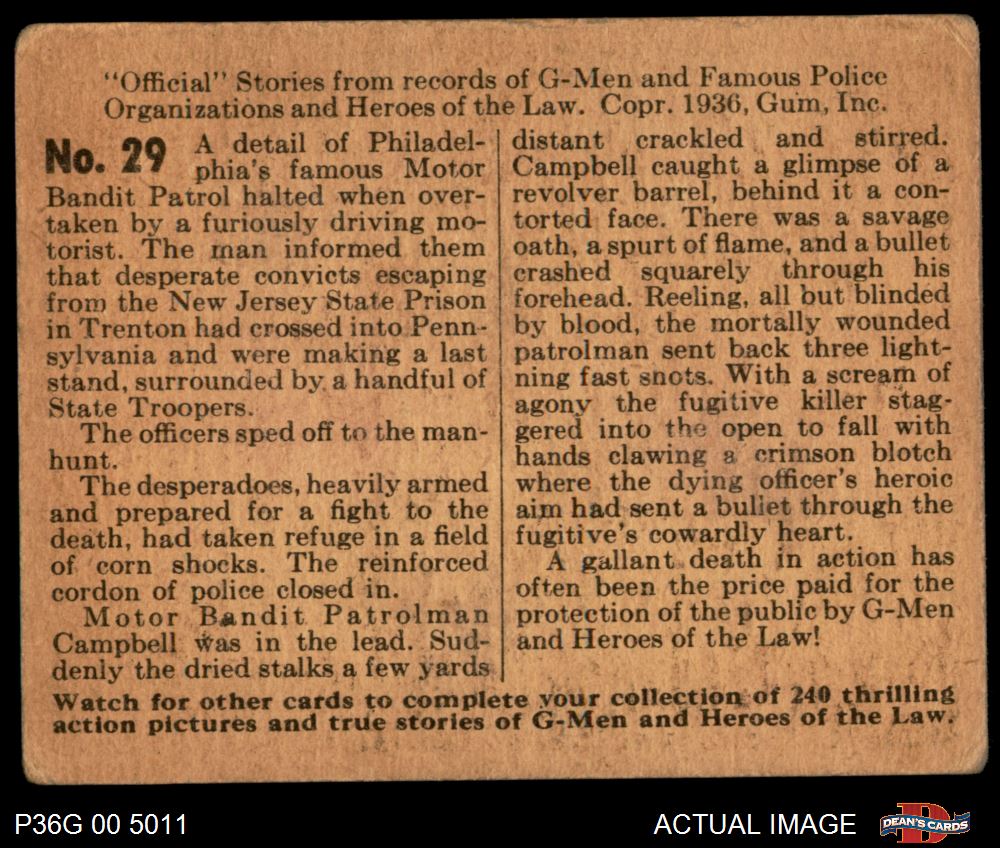 "Official" Stories from records of G-Men and Famous Police
Organizations and Heroes of the Law. Copr. 1936, Gum, Inc.
No. 29
A detail of Philadel-
phia's famous Motor
Bandit Patrol halted when over-
taken by a furiously driving mo-
torist. The man informed them
that desperate convicts escaping
from the New Jersey State Prison
in Trenton had crossed into Penn-
sylvania and were making a last
stand, surrounded by a handful of
State Troopers.
The officers sped off to the man-
hunt.
The desperadoes, heavily armed
and prepared for a fight to the
death, had taken refuge in a field
of corn shocks. The reinforced
cordon of police closed in.
Motor Bandit Patrolman
Campbell was in the lead. Sud-
denly the dried stalks a few yards
distant crackled and stirred.
Campbell caught a glimpse of a
revolver barrel, behind it a con-
torted face. There was a savage
oath, a spurt of flame, and a bullet
crashed squarely through his
forehead. Reeling, all but blinded
by blood, the mortally wounded
patrolman sent back three light-
ning fast shots. With a scream of
agony the fugitive killer stag-
gered into the open to fall with
hands clawing a crimson blotch
where the dying officer's heroic
aim had sent a bullet through the
fugitive's cowardly heart.
A gallant death in action has
often been the price paid for the
protection of the public by G-Men
and Heroes of the Law!
Watch for other cards to complete your collection of 240 thrilling
action pictures and true stories of G-Men and Heroes of the Law.
P36G 00 5011
ACTUAL IMAGE
DEAN'S CARDS